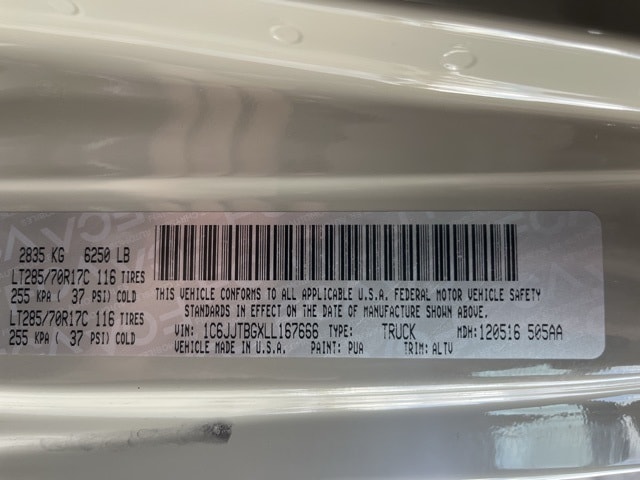 2835 KG 6250 LB
LT285/70R17C 116 TIRES
255 KPA ( 37 PSI) COLD
LT285/70R17C 116 TIRES
255 KPA ( 37 PSI) COLD
THIS VEHICLE CONFORMS TO ALL APPLICABLE U.S.A. FEDERAL MOTOR VEHICLE SAFETY
STANDARDS IN EFFECT ON THE DATE OF MANUFACTURE SHOWN ABOVE.
VIN: 1C6JJTBGXLL167666 TYPE: TRUCK MDH:120516 505AA
VEHICLE MADE IN U.S.A. PAINT: PUA TRIM: ALTV